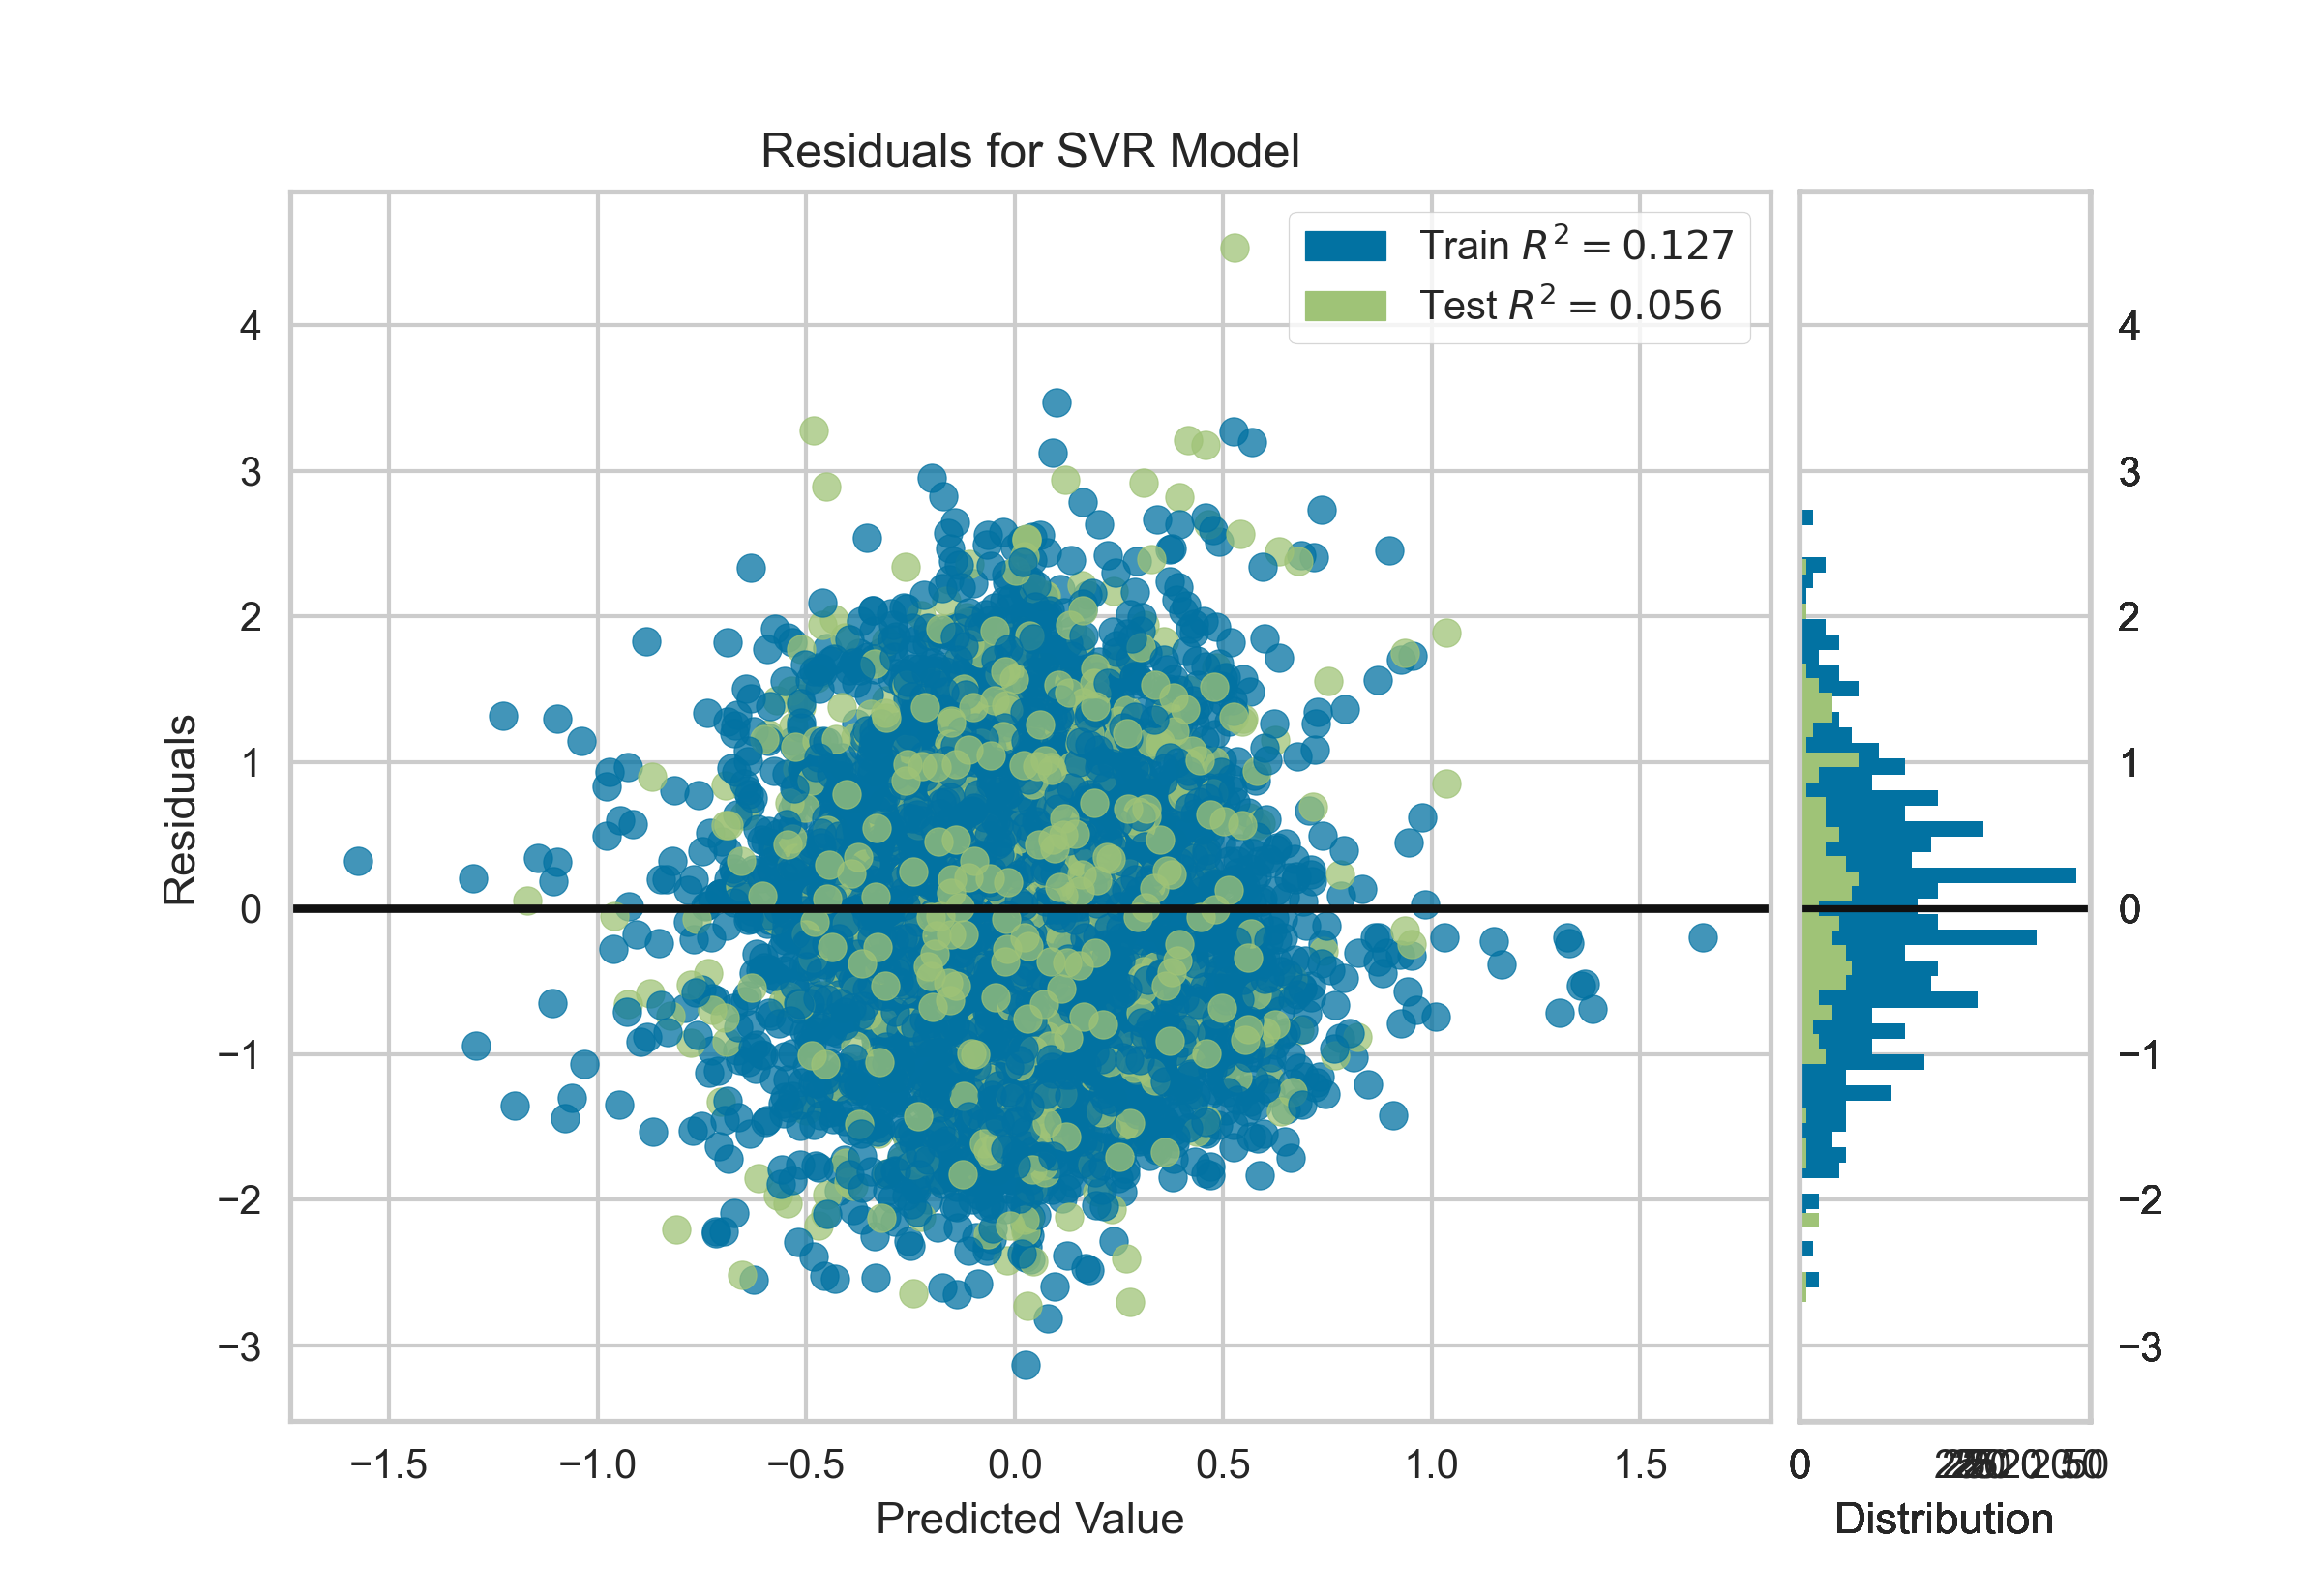 Residuals for SVR Model
Train R² = 0.127
Test R² = 0.056
Residuals
4
3
2
1
0
−1
−2
−3
4
3
2
1
0
−1
−2
−3
−1.5 −1.0 −0.5 0.0 0.5 1.0 1.5
0
Predicted Value
Distribution